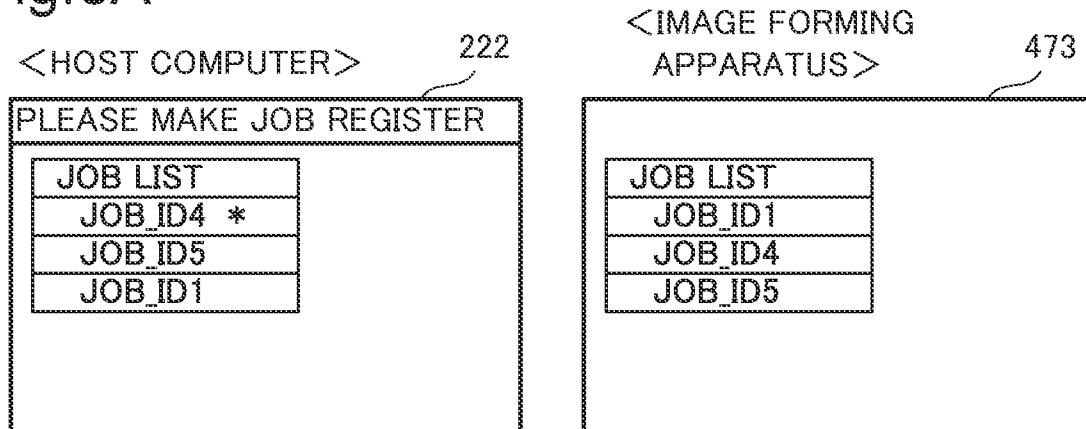 <HOST COMPUTER>
222
PLEASE MAKE JOB REGISTER
JOB LIST
JOB_ID4 *
JOB_ID5
JOB_ID1
<IMAGE FORMING
APPARATUS>
473
JOB LIST
JOB_ID1
JOB_ID4
JOB_ID5